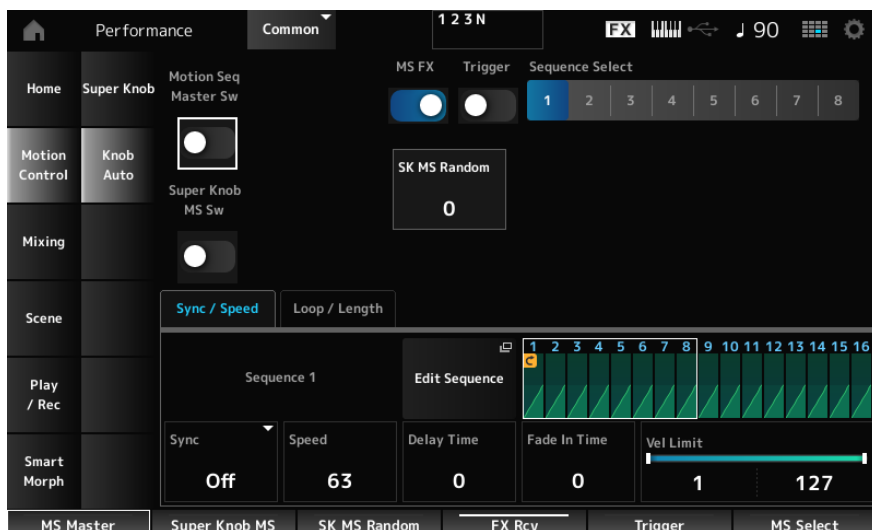 Performance
Common
1 2 3 N
FX
♩ 90
Home
Super Knob
Motion Seq
Master Sw
MS FX
Trigger
Sequence Select
1 2 3 4 5 6 7 8
Motion
Control
Knob
Auto
SK MS Random
0
Super Knob
MS Sw
Mixing
Scene
Sync / Speed
Loop / Length
Play
/ Rec
Sequence 1
Edit Sequence
1 2 3 4 5 6 7 8 9 10 11 12 13 14 15 16
Smart
Morph
Sync
Off
Speed
63
Delay Time
0
Fade In Time
0
Vel Limit
1 127
MS Master
Super Knob MS
SK MS Random
FX Rcv
Trigger
MS Select